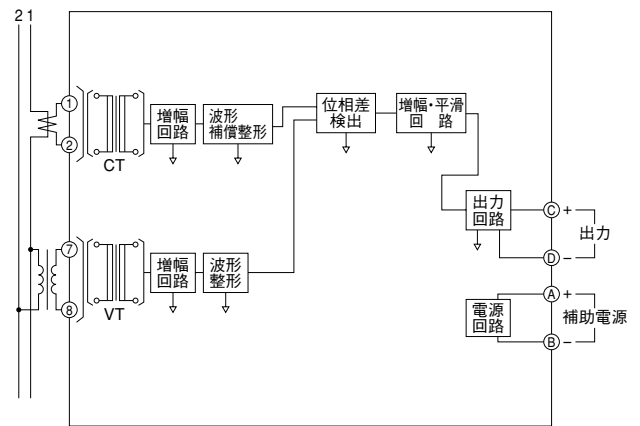 2 1
①
②
CT
増幅
回路
波形
補償整形
位相差
検出
増幅・平滑
回 路
出力
回路
Ⓒ +
出力
Ⓓ −
⑦
⑧
VT
増幅
回路
波形
整形
電源
回路
Ⓐ +
補助電源
Ⓑ −